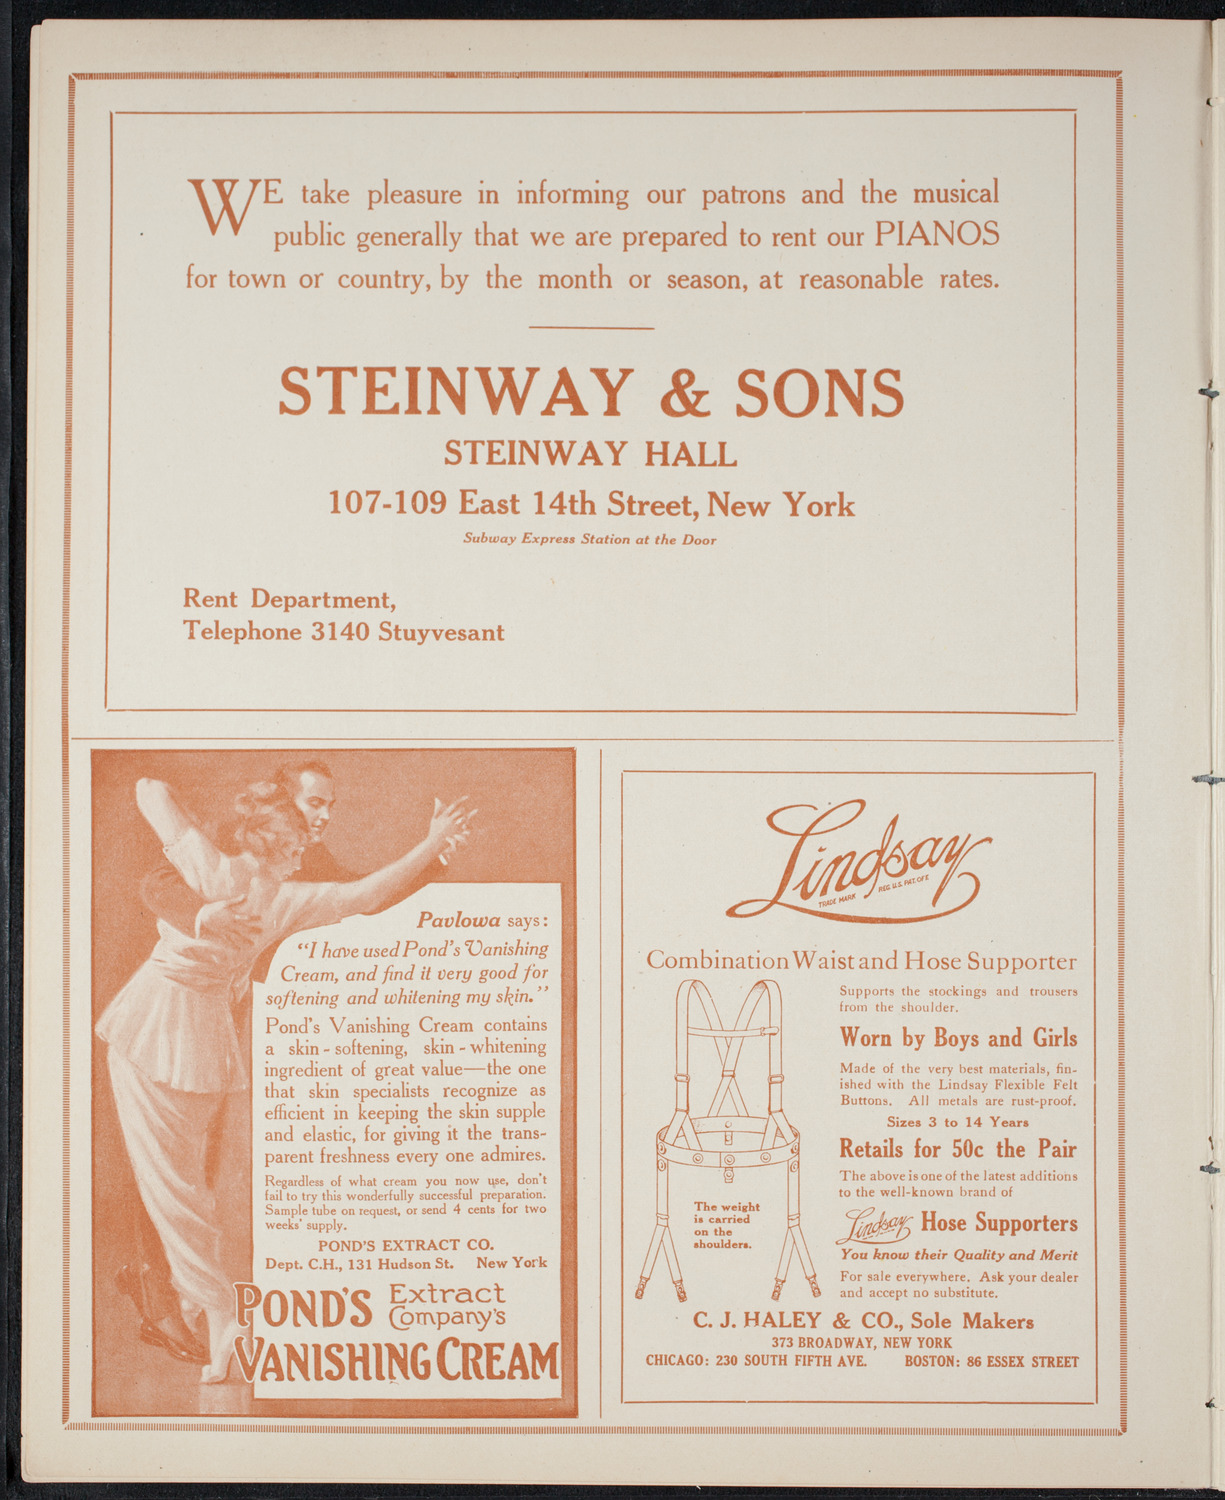 WE take pleasure in informing our patrons and the musical
public generally that we are prepared to rent our PIANOS
for town or country, by the month or season, at reasonable rates.
STEINWAY & SONS
STEINWAY HALL
107-109 East 14th Street, New York
Subway Express Station at the Door
Rent Department,
Telephone 3140 Stuyvesant
Pavlowa says:
"I have used Pond's Vanishing
Cream, and find it very good for
softening and whitening my skin."
Pond's Vanishing Cream contains
a skin-softening, skin-whitening
ingredient of great value—the one
that skin specialists recognize as
efficient in keeping the skin supple
and elastic, for giving it the trans-
parent freshness every one admires.
Regardless of what cream you now use, don't
fail to try this wonderfully successful preparation.
Sample tube on request, or send 4 cents for two
weeks' supply.
POND'S EXTRACT CO.
Dept. C.H., 131 Hudson St. New York
POND'S Extract Company's
VANISHING CREAM
Lindsay
TRADE MARK REG. U.S. PAT. OFF.
Combination Waist and Hose Supporter
Supports the stockings and trousers
from the shoulder.
Worn by Boys and Girls
Made of the very best materials, fin-
ished with the Lindsay Flexible Felt
Buttons. All metals are rust-proof.
Sizes 3 to 14 Years
Retails for 50c the Pair
The above is one of the latest additions
to the well-known brand of
Lindsay Hose Supporters
You know their Quality and Merit
For sale everywhere. Ask your dealer
and accept no substitute.
The weight
is carried
on the
shoulders.
C. J. HALEY & CO., Sole Makers
373 BROADWAY, NEW YORK
CHICAGO: 230 SOUTH FIFTH AVE. BOSTON: 86 ESSEX STREET